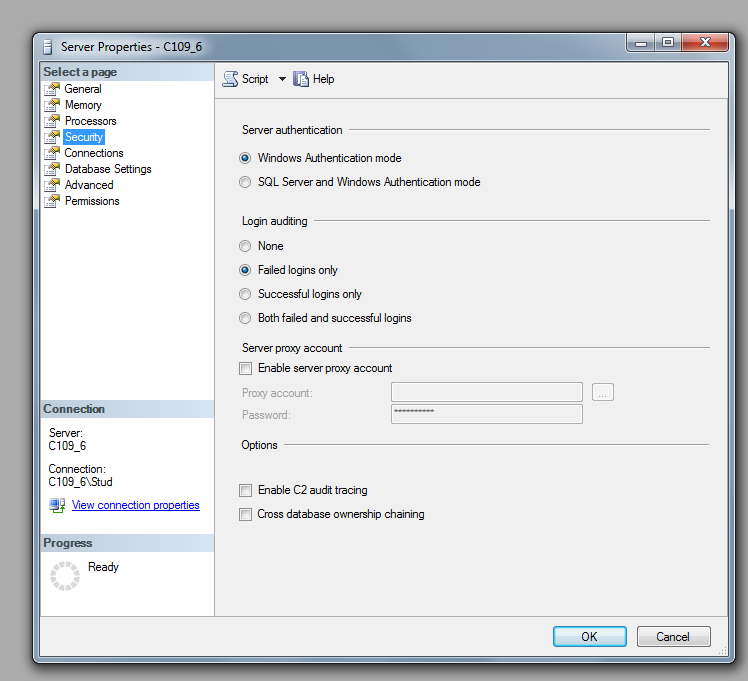 Server Properties - C109_6
Select a page
General
Memory
Processors
Security
Connections
Database Settings
Advanced
Permissions
Connection
Server:
C109_6
Connection:
C109_6\Stud
View connection properties
Progress
Ready
Script
Help
Server authentication
Windows Authentication mode
SQL Server and Windows Authentication mode
Login auditing
None
Failed logins only
Successful logins only
Both failed and successful logins
Server proxy account
Enable server proxy account
Proxy account:
...
Password: **********
Options
Enable C2 audit tracing
Cross database ownership chaining
OK
Cancel